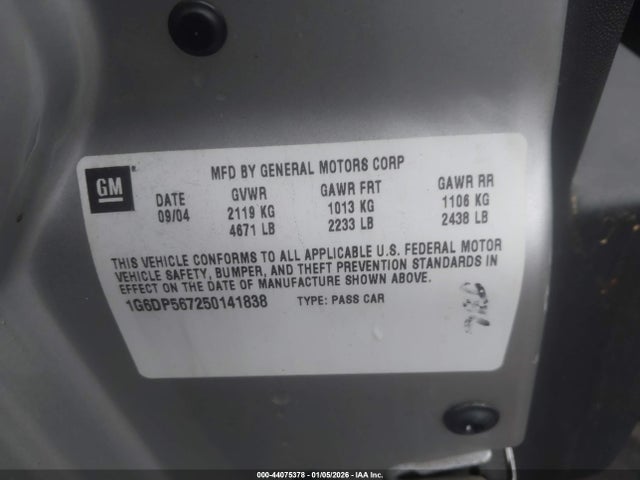 GM
MFD BY GENERAL MOTORS CORP
DATE GVWR GAWR FRT GAWR RR
09/04 2119 KG 1013 KG 1106 KG
4671 LB 2233 LB 2438 LB
THIS VEHICLE CONFORMS TO ALL APPLICABLE U.S. FEDERAL MOTOR
VEHICLE SAFETY, BUMPER, AND THEFT PREVENTION STANDARDS IN
EFFECT ON THE DATE OF MANUFACTURE SHOWN ABOVE.
1G6DP567250141838 TYPE: PASS CAR
000-44075378 01/05/2026 IAA Inc.